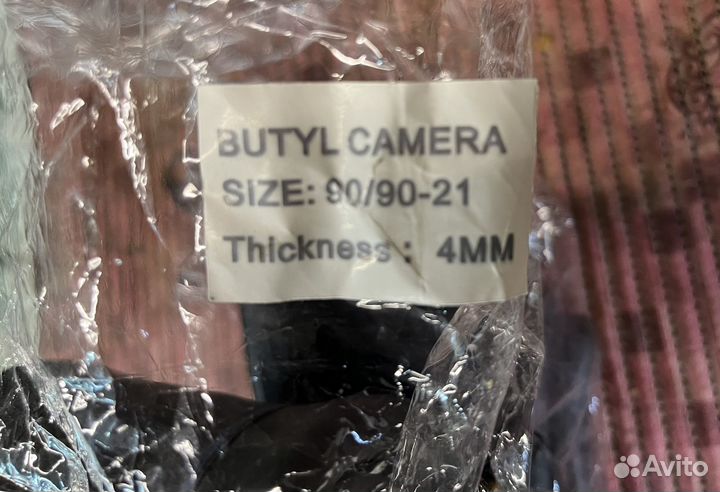 BUTYL CAMERA
SIZE: 90/90-21
Thickness : 4MM
Avito